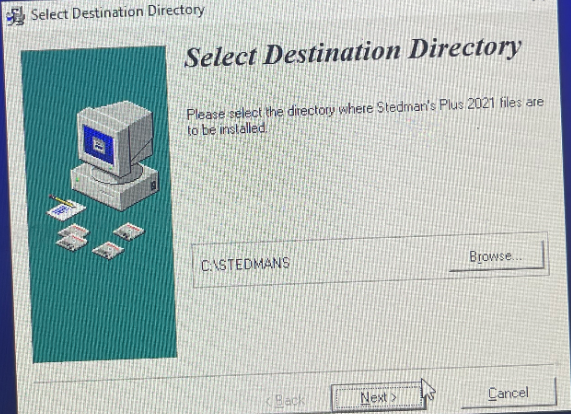 Select Destination Directory
Select Destination Directory
Please select the directory where Stedman's Plus 2021 files are
to be installed.
C:\STEDMANS
Browse...
< Back
Next >
Cancel